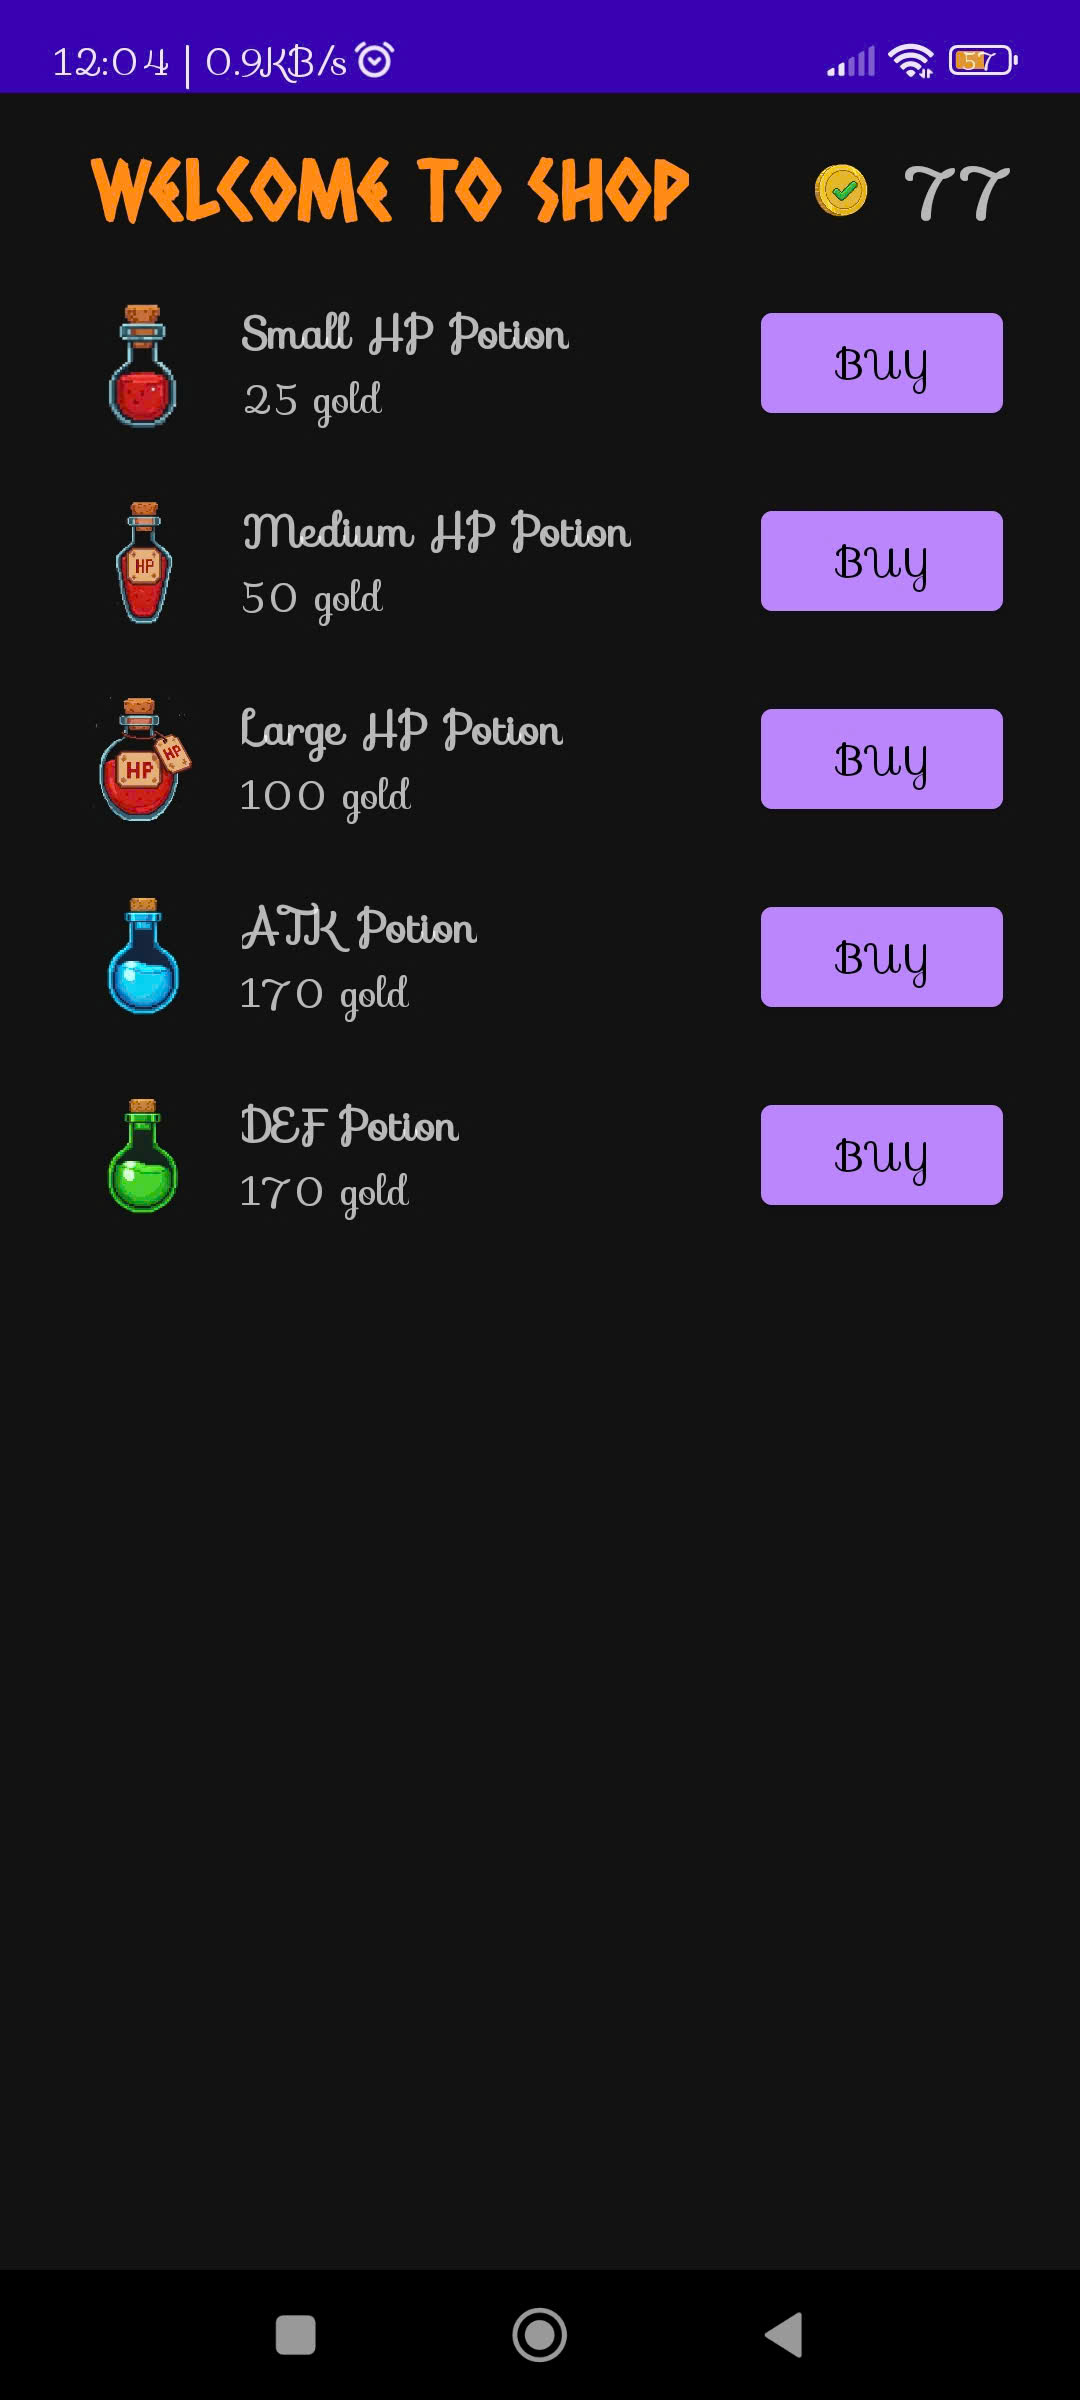 12:04 | 0.9KB/s
57
WELCOME TO SHOP
77
Small HP Potion
25 gold
BUY
HP
Medium HP Potion
50 gold
BUY
HP
HP
Large HP Potion
100 gold
BUY
ATK Potion
170 gold
BUY
DEF Potion
170 gold
BUY